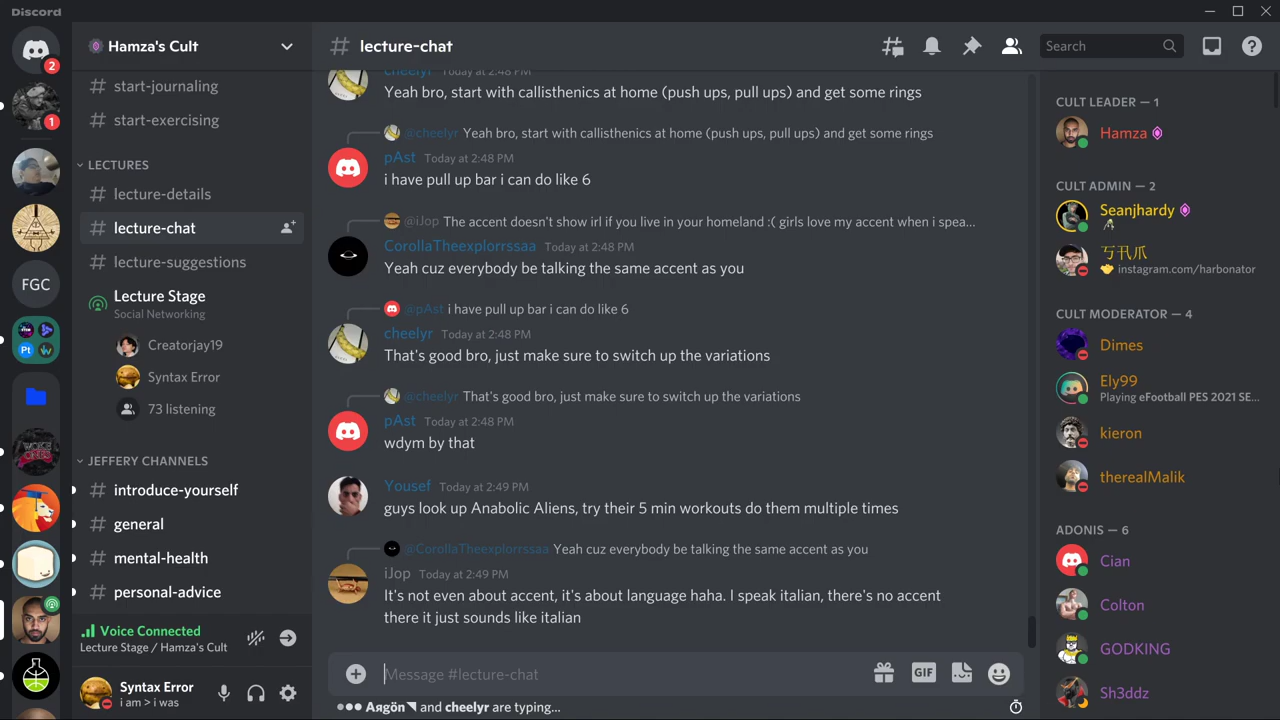 Discord
2
1
FGC
Hamza's Cult
start-journaling
start-exercising
LECTURES
lecture-details
lecture-chat
lecture-suggestions
Lecture Stage
Social Networking
Creatorjay19
Syntax Error
73 listening
JEFFERY CHANNELS
introduce-yourself
general
mental-health
personal-advice
Voice Connected
Lecture Stage / Hamza's Cult
Syntax Error
i am > i was
lecture-chat
Search
cheelyr Today at 2:48 PM
Yeah bro, start with callisthenics at home (push ups, pull ups) and get some rings
@cheelyr Yeah bro, start with callisthenics at home (push ups, pull ups) and get some rings
pAst Today at 2:48 PM
i have pull up bar i can do like 6
@iJop The accent doesn't show irl if you live in your homeland :( girls love my accent when i spea...
CorollaTheexplorrssaa Today at 2:48 PM
Yeah cuz everybody be talking the same accent as you
@pAst i have pull up bar i can do like 6
cheelyr Today at 2:48 PM
That's good bro, just make sure to switch up the variations
@cheelyr That's good bro, just make sure to switch up the variations
pAst Today at 2:48 PM
wdym by that
Yousef Today at 2:49 PM
guys look up Anabolic Aliens, try their 5 min workouts do them multiple times
@CorollaTheexplorrssaa Yeah cuz everybody be talking the same accent as you
iJop Today at 2:49 PM
It's not even about accent, it's about language haha. I speak italian, there's no accent
there it just sounds like italian
Message #lecture-chat
GIF
Aяgön◥ and cheelyr are typing...
CULT LEADER — 1
Hamza
CULT ADMIN — 2
Seanjhardy
instagram.com/harbonator
CULT MODERATOR — 4
Dimes
Ely99
Playing eFootball PES 2021 SE...
kieron
therealMalik
ADONIS — 6
Cian
Colton
GODKING
Sh3ddz